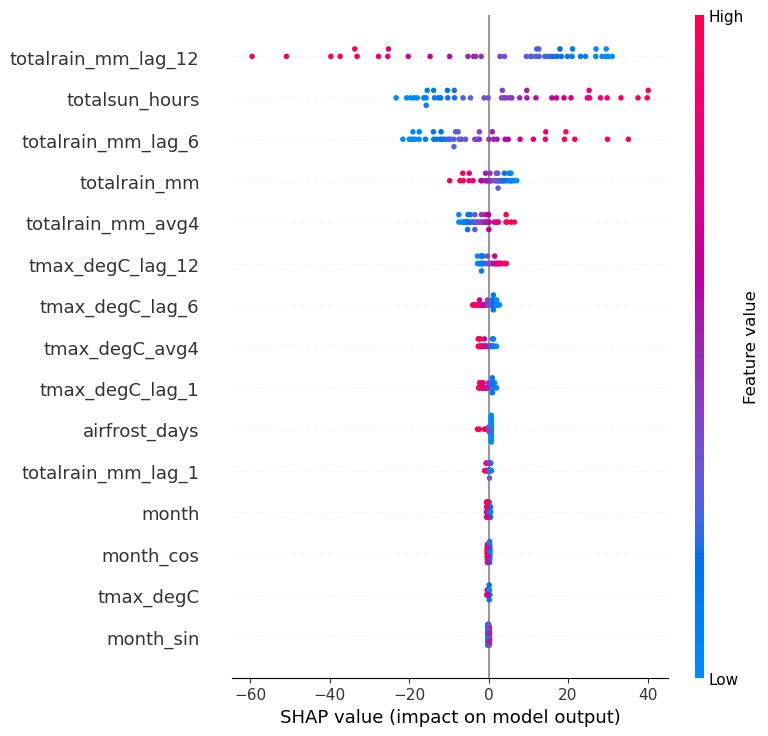 High
totalrain_mm_lag_12
totalsun_hours
totalrain_mm_lag_6
totalrain_mm
totalrain_mm_avg4
tmax_degC_lag_12
tmax_degC_lag_6
tmax_degC_avg4
tmax_degC_lag_1
airfrost_days
totalrain_mm_lag_1
month
month_cos
tmax_degC
month_sin
Feature value
Low
−60 −40 −20 0 20 40
SHAP value (impact on model output)